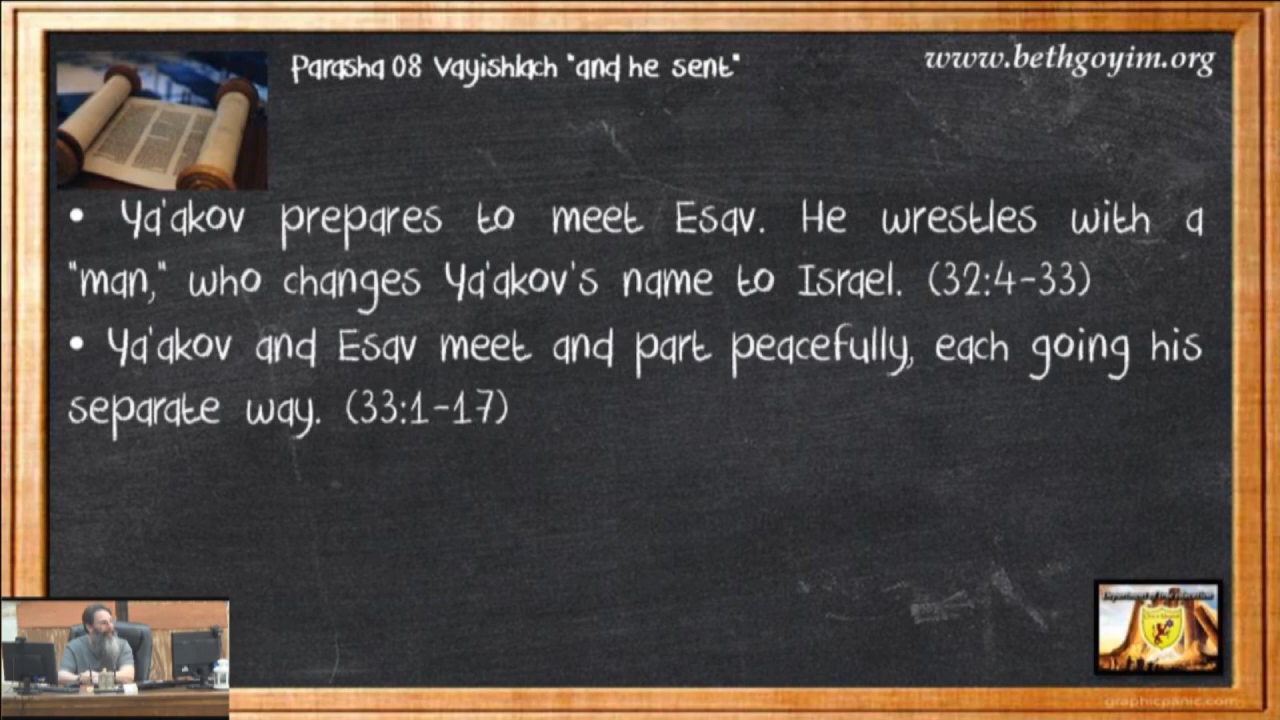 Parasha 08 Vayishlach "and he sent"
www.bethgoyim.org
• Ya'akov prepares to meet Esav. He wrestles with a
"man," who changes Ya'akov's name to Israel. (32:4-33)
• Ya'akov and Esav meet and part peacefully, each going his
separate way. (33:1-17)
graphicpanic.com